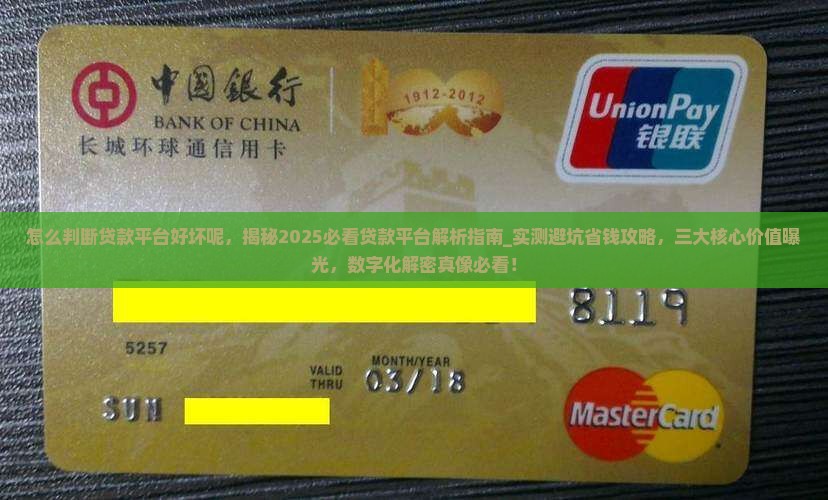 中国銀行
BANK OF CHINA
长城环球通信用卡
1912-2012
UnionPay
银联
怎么判断贷款平台好坏呢，揭秘2025必看贷款平台解析指南_实测避坑省钱攻略，三大核心价值曝
光，数字化解密真像必看！
8119
5257
VALID
THRU
MONTH/YEAR
03/18
SUN
MasterCard